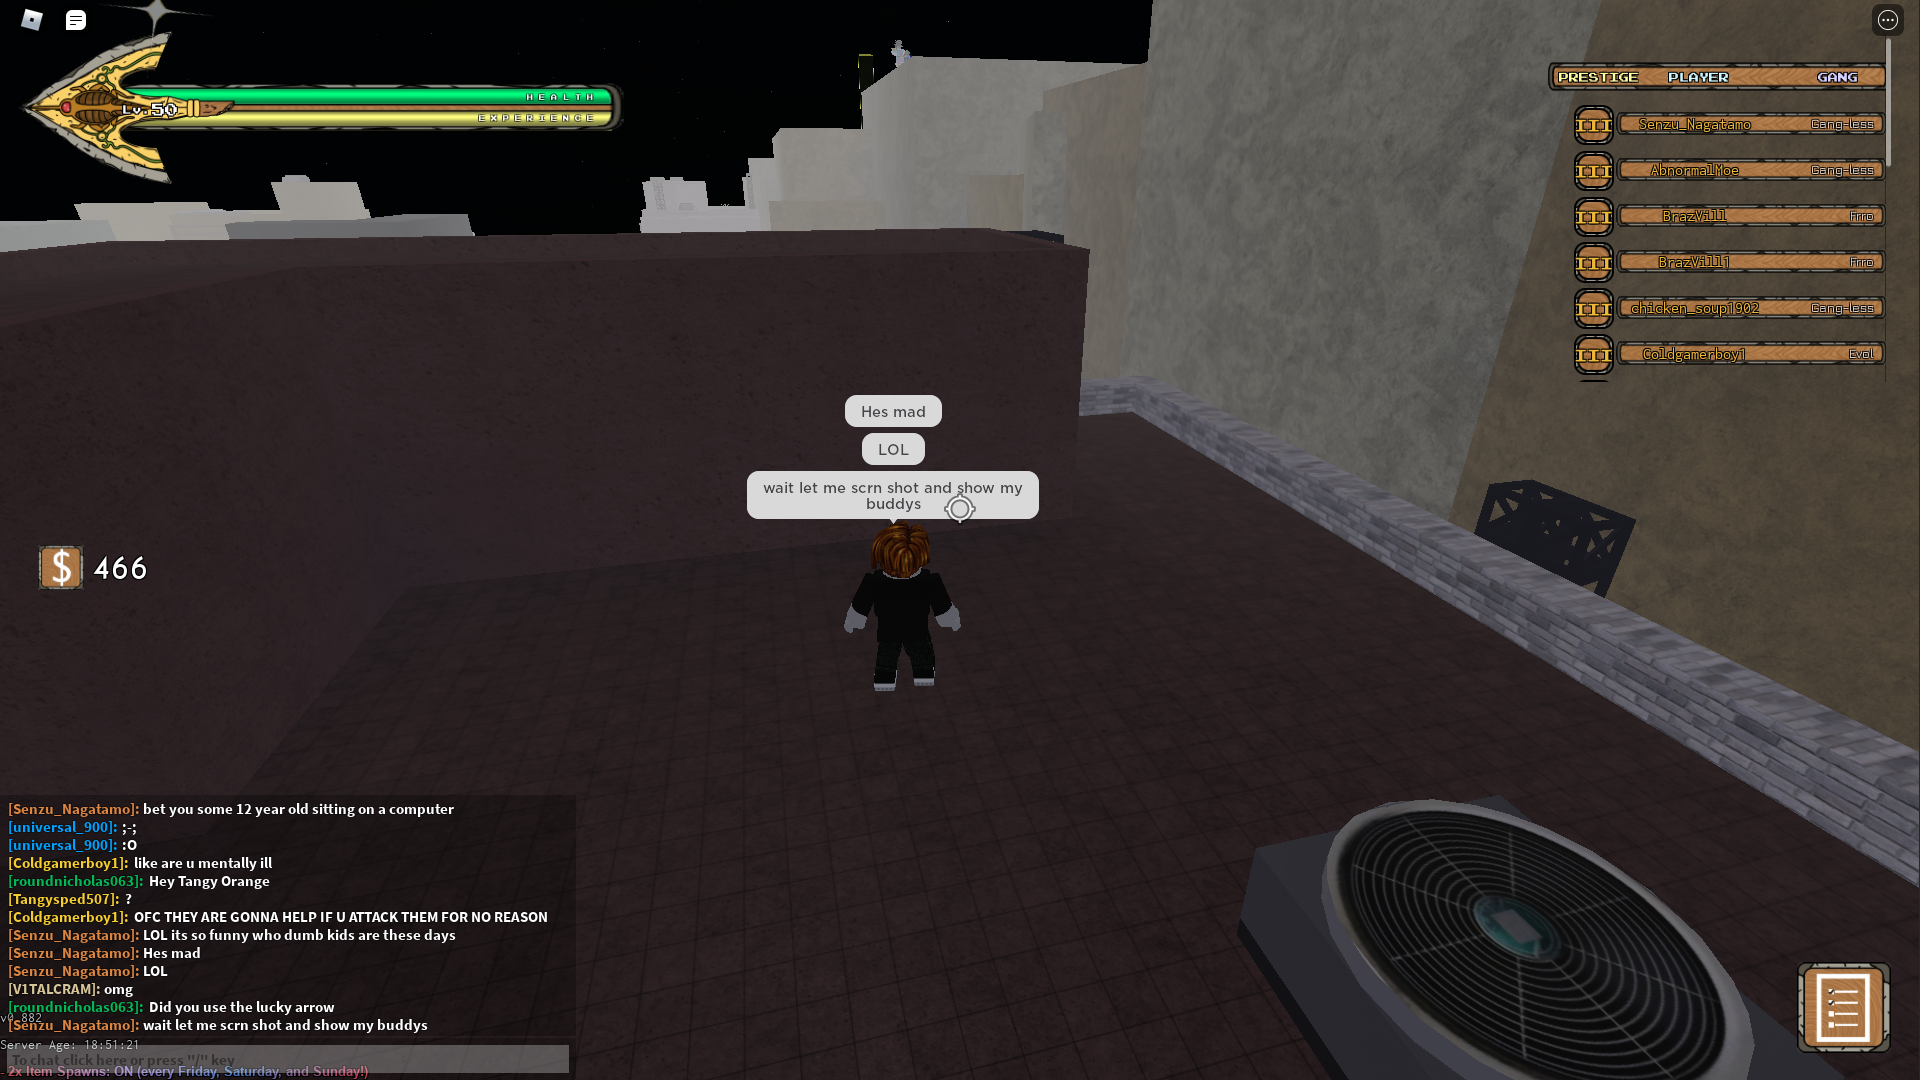 Lv.50
HEALTH
EXPERIENCE
PRESTIGE PLAYER GANG
III Senzu_Nagatamo Gang-less
III AbnormalMoe Gang-less
III BrazVill Frro
III BrazVill1 Frro
III chicken_soup1902 Gang-less
III Coldgamerboy1 Evol
Hes mad
LOL
wait let me scrn shot and show my
buddys
$ 466
[Senzu_Nagatamo]: bet you some 12 year old sitting on a computer
[universal_900]: ;-;
[universal_900]: :O
[Coldgamerboy1]: like are u mentally ill
[roundnicholas063]: Hey Tangy Orange
[Tangysped507]: ?
[Coldgamerboy1]: OFC THEY ARE GONNA HELP IF U ATTACK THEM FOR NO REASON
[Senzu_Nagatamo]: LOL its so funny who dumb kids are these days
[Senzu_Nagatamo]: Hes mad
[Senzu_Nagatamo]: LOL
[V1TALCRAM]: omg
[roundnicholas063]: Did you use the lucky arrow
v0.882
[Senzu_Nagatamo]: wait let me scrn shot and show my buddys
Server Age: 18:51:21
To chat click here or press "/" key
2x Item Spawns: ON (every Friday, Saturday, and Sunday!)